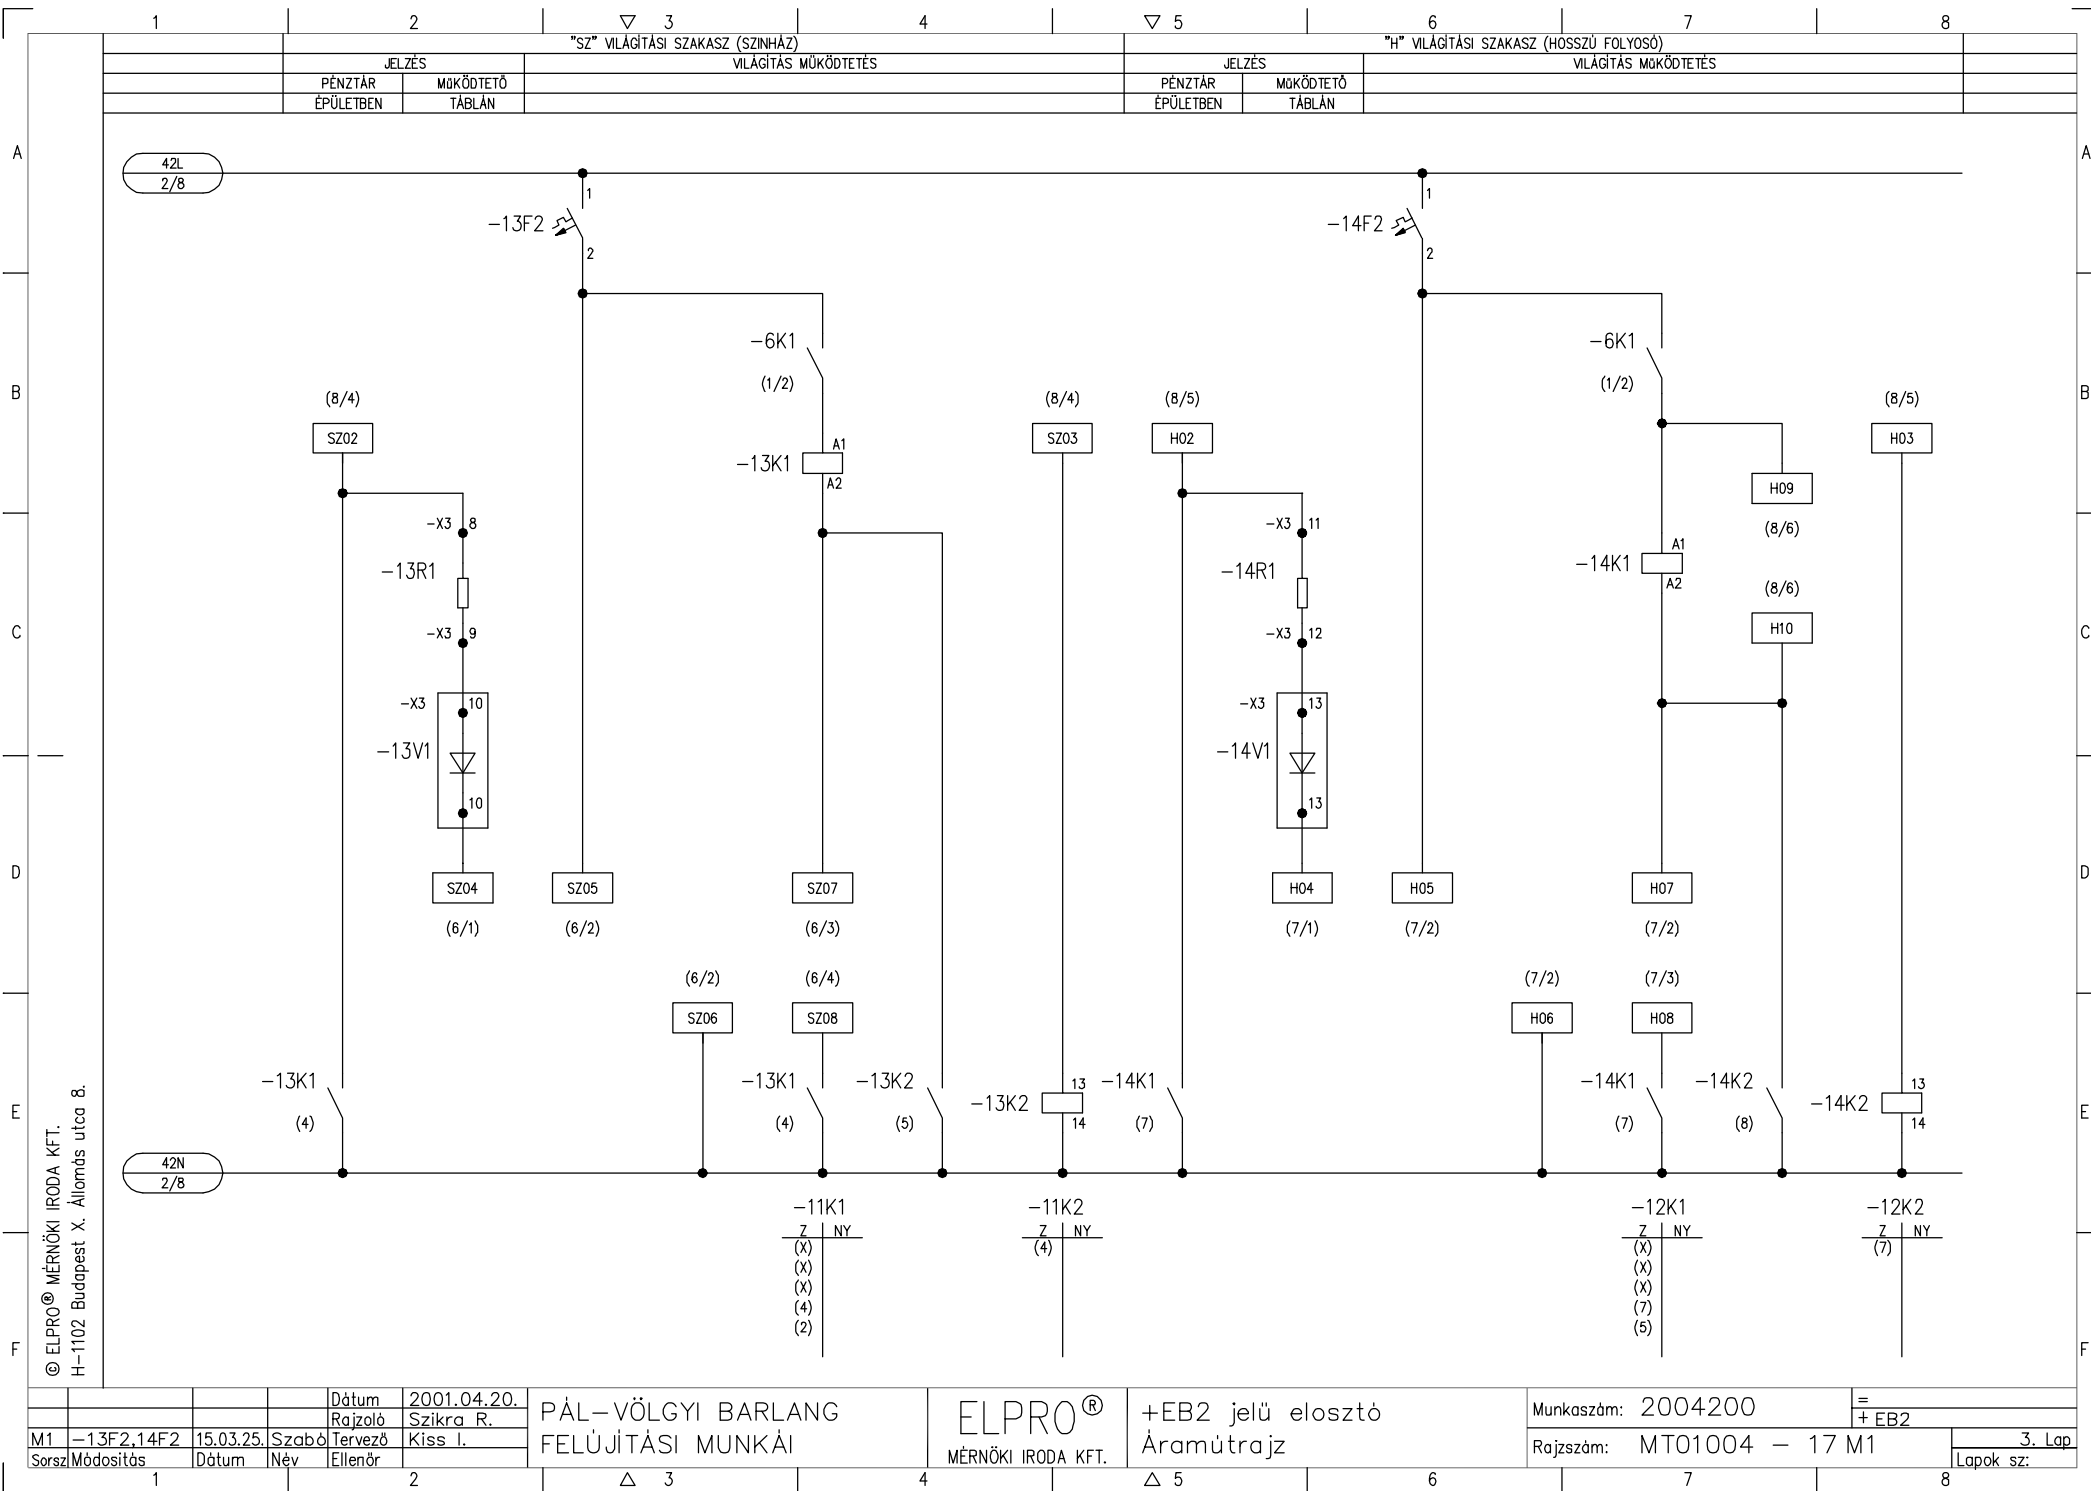 1 2 3 4 5 6 7 8
"SZ" VILÁGÍTÁSI SZAKASZ (SZINHÁZ)
"H" VILÁGÍTÁSI SZAKASZ (HOSSZÚ FOLYOSÓ)
JELZÉS
VILÁGÍTÁS MŰKÖDTETÉS
JELZÉS
VILÁGÍTÁS MűKÖDTETÉS
PÉNZTÁR
MűKÖDTETŐ
PÉNZTÁR
MűKÖDTETŐ
ÉPÜLETBEN
TÁBLÁN
ÉPÜLETBEN
TÁBLÁN
A
A
42L
2/8
1
-13F2
2
1
-14F2
2
-6K1
(1/2)
-6K1
(1/2)
B
B
(8/4)
SZ02
A1
-13K1
A2
(8/4)
SZ03
(8/5)
H02
(8/5)
H03
H09
(8/6)
-X3 8
-13R1
-X3 9
-X3 11
-14R1
-X3 12
A1
-14K1
A2
(8/6)
H10
C
C
-X3 10
-13V1
10
-X3 13
-14V1
13
D
D
SZ04
(6/1)
SZ05
(6/2)
SZ07
(6/3)
H04
(7/1)
H05
(7/2)
H07
(7/2)
(6/2)
SZ06
(6/4)
SZ08
(7/2)
H06
(7/3)
H08
E
E
-13K1
(4)
-13K1
(4)
-13K2
(5)
13
-13K2
14
-14K1
(7)
-14K1
(7)
-14K2
(8)
13
-14K2
14
42N
2/8
-11K1
Z NY
(X)
(X)
(X)
(4)
(2)
-11K2
Z NY
(4)
-12K1
Z NY
(X)
(X)
(X)
(7)
(5)
-12K2
Z NY
(7)
F
F
© ELPRO® MÉRNÖKI IRODA KFT.
H-1102 Budapest X. Állomás utca 8.
Dátum 2001.04.20.
Rajzoló Szikra R.
M1 -13F2,14F2 15.03.25. Szabó Tervező Kiss I.
Sorsz Módosítás Dátum Név Ellenőr
PÁL-VÖLGYI BARLANG
FELÚJÍTÁSI MUNKÁI
ELPRO®
MÉRNÖKI IRODA KFT.
+EB2 jelű elosztó
Áramútrajz
Munkaszám: 2004200
Rajzszám: MT01004 - 17 M1
=
+ EB2
3. Lap
Lapok sz:
1 2 3 4 5 6 7 8